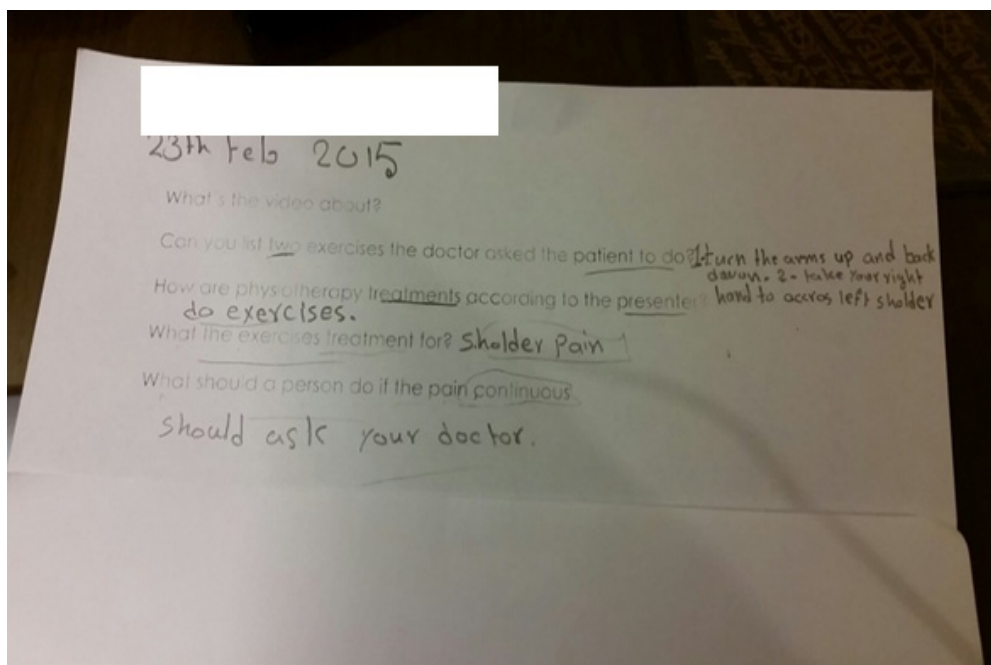 23th Feb 2015
What's the video about?
Can you list two exercises the doctor asked the patient to do? 1 turn the arms up and back
down. 2 - take your right
How are physiotherapy treatments according to the presenter? hand to accros left sholder
do exercises.
What the exercises treatment for? Sholder pain
What should a person do if the pain continuous
should ask your doctor.